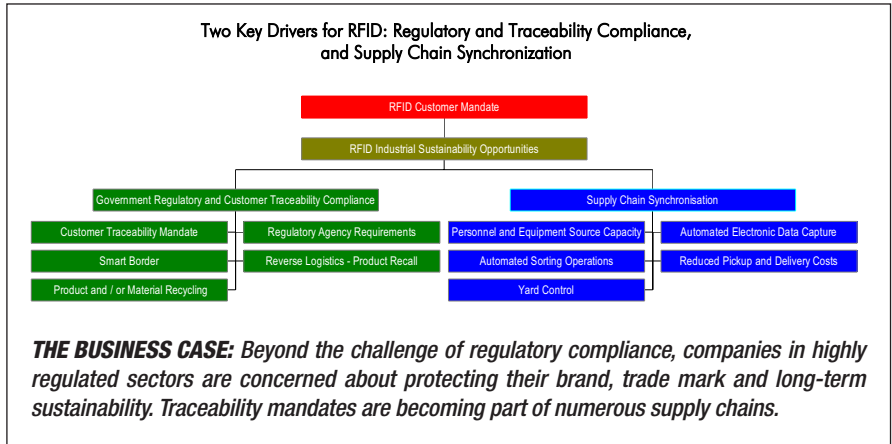 Two Key Drivers for RFID: Regulatory and Traceability Compliance,
and Supply Chain Synchronization
RFID Customer Mandate
RFID Industrial Sustainability Opportunities
Government Regulatory and Customer Traceability Compliance
Supply Chain Synchronisation
Customer Traceability Mandate
Regulatory Agency Requirements
Personnel and Equipment Source Capacity
Automated Electronic Data Capture
Smart Border
Reverse Logistics - Product Recall
Automated Sorting Operations
Reduced Pickup and Delivery Costs
Product and / or Material Recycling
Yard Control
THE BUSINESS CASE: Beyond the challenge of regulatory compliance, companies in highly
regulated sectors are concerned about protecting their brand, trade mark and long-term
sustainability. Traceability mandates are becoming part of numerous supply chains.